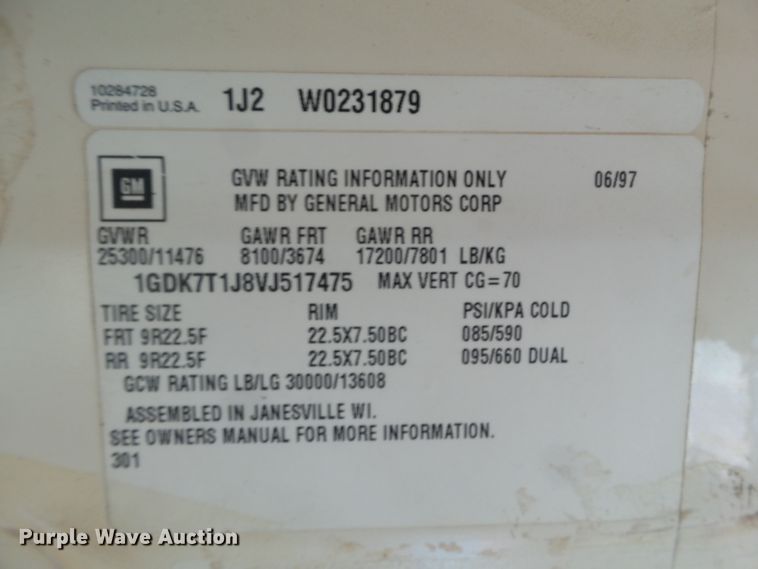 10284728
Printed in U.S.A. 1J2 W0231879
GM
GVW RATING INFORMATION ONLY 06/97
MFD BY GENERAL MOTORS CORP
GVWR GAWR FRT GAWR RR
25300/11476 8100/3674 17200/7801 LB/KG
1GDK7T1J8VJ517475 MAX VERT CG=70
TIRE SIZE RIM PSI/KPA COLD
FRT 9R22.5F 22.5X7.50BC 085/590
RR 9R22.5F 22.5X7.50BC 095/660 DUAL
GCW RATING LB/LG 30000/13608
ASSEMBLED IN JANESVILLE WI.
SEE OWNERS MANUAL FOR MORE INFORMATION.
301
Purple Wave Auction
Purple Wave Auction